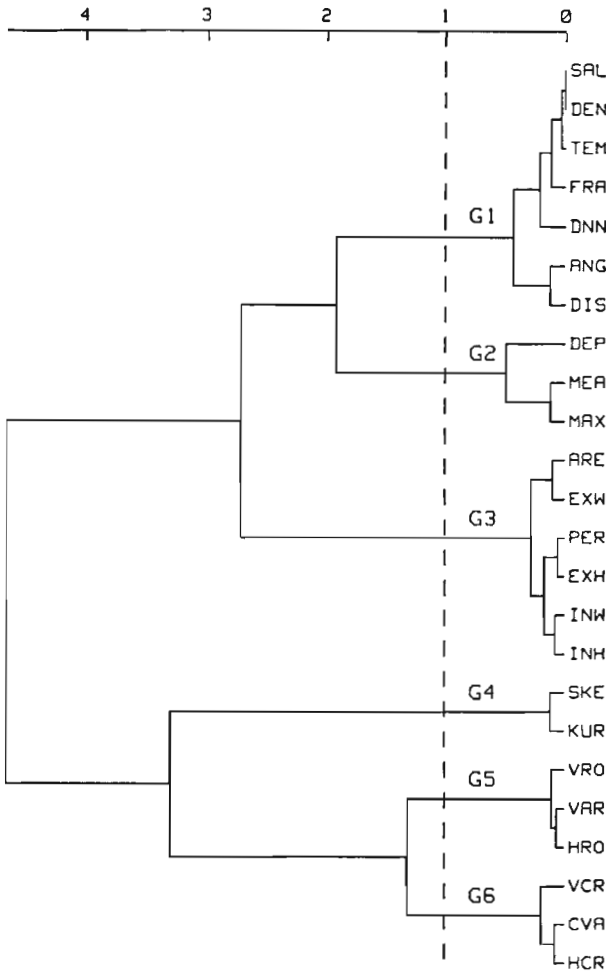 4 3 2 1 0
SAL
DEN
TEM
FRA
G1 DNN
ANG
DIS
G2 DEP
MEA
MAX
ARE
EXW
G3 PER
EXH
INW
INH
G4 SKE
KUR
VRO
G5 VAR
HRO
VCR
G6 CVA
HCR